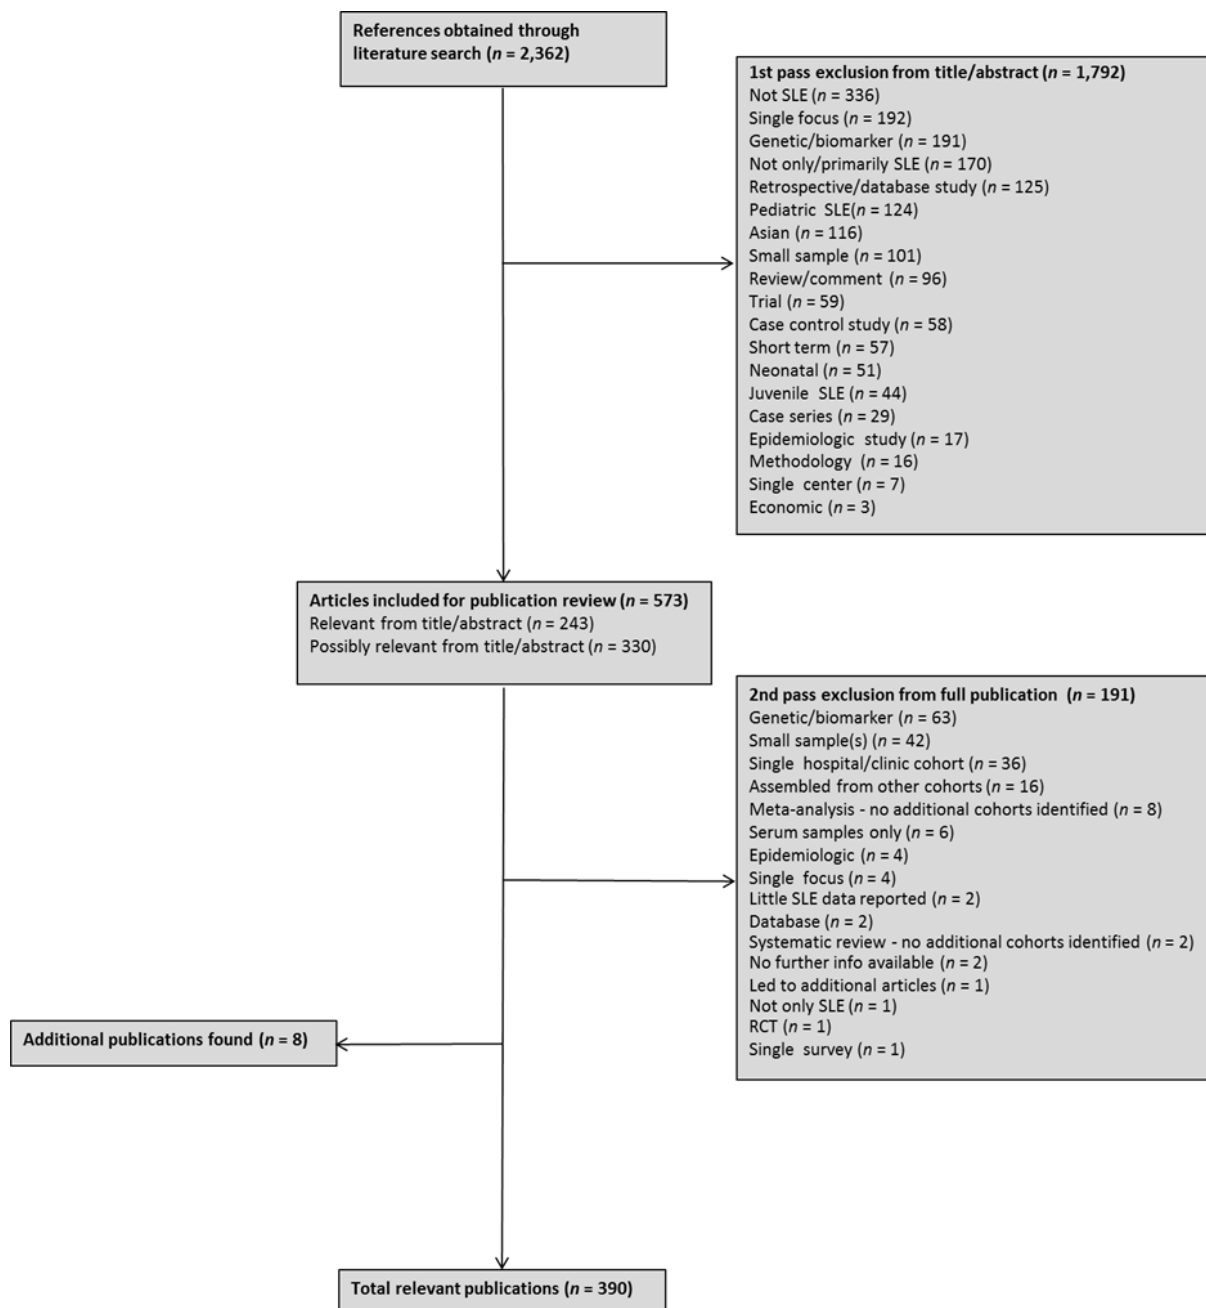 References obtained through
literature search (n = 2,362)
1st pass exclusion from title/abstract (n = 1,792)
Not SLE (n = 336)
Single focus (n = 192)
Genetic/biomarker (n = 191)
Not only/primarily SLE (n = 170)
Retrospective/database study (n = 125)
Pediatric SLE(n = 124)
Asian (n = 116)
Small sample (n = 101)
Review/comment (n = 96)
Trial (n = 59)
Case control study (n = 58)
Short term (n = 57)
Neonatal (n = 51)
Juvenile SLE (n = 44)
Case series (n = 29)
Epidemiologic study (n = 17)
Methodology (n = 16)
Single center (n = 7)
Economic (n = 3)
Articles included for publication review (n = 573)
Relevant from title/abstract (n = 243)
Possibly relevant from title/abstract (n = 330)
2nd pass exclusion from full publication (n = 191)
Genetic/biomarker (n = 63)
Small sample(s) (n = 42)
Single hospital/clinic cohort (n = 36)
Assembled from other cohorts (n = 16)
Meta-analysis - no additional cohorts identified (n = 8)
Serum samples only (n = 6)
Epidemiologic (n = 4)
Single focus (n = 4)
Little SLE data reported (n = 2)
Database (n = 2)
Systematic review - no additional cohorts identified (n = 2)
No further info available (n = 2)
Led to additional articles (n = 1)
Not only SLE (n = 1)
RCT (n = 1)
Single survey (n = 1)
Additional publications found (n = 8)
Total relevant publications (n = 390)